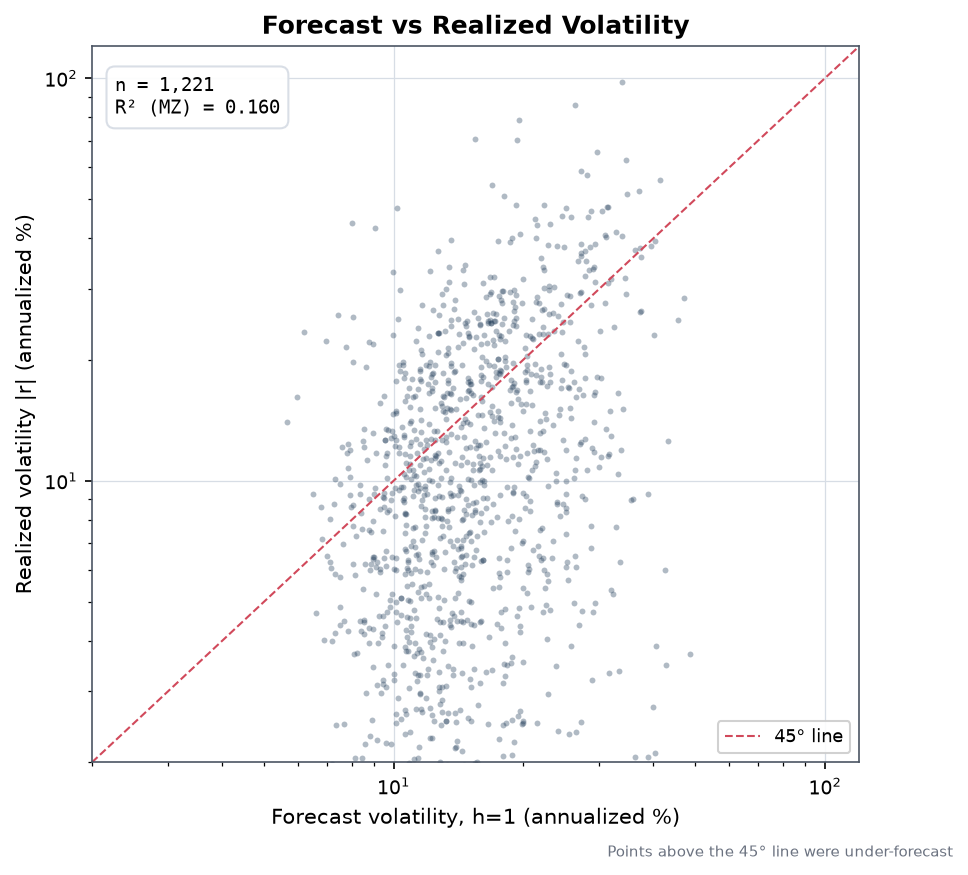 Forecast vs Realized Volatility
n = 1,221
R² (MZ) = 0.160
10²
10¹
Realized volatility |r| (annualized %)
45° line
10¹
10²
Forecast volatility, h=1 (annualized %)
Points above the 45° line were under-forecast